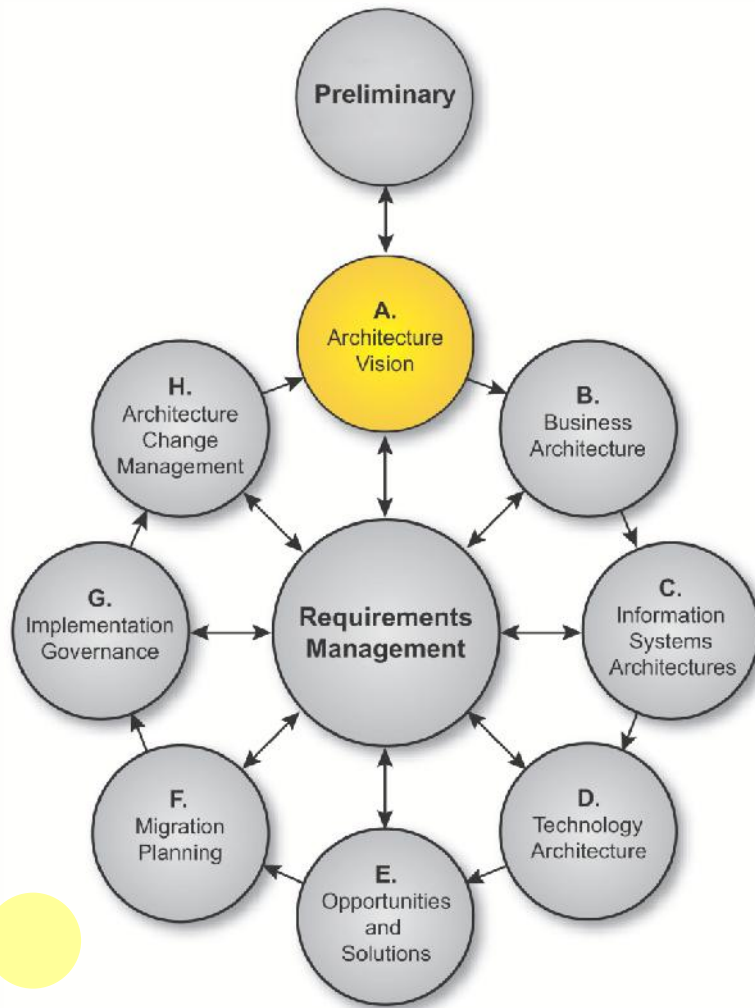 Preliminary
A.
Architecture
Vision
B.
Business
Architecture
C.
Information
Systems
Architectures
D.
Technology
Architecture
E.
Opportunities
and
Solutions
F.
Migration
Planning
G.
Implementation
Governance
H.
Architecture
Change
Management
Requirements
Management